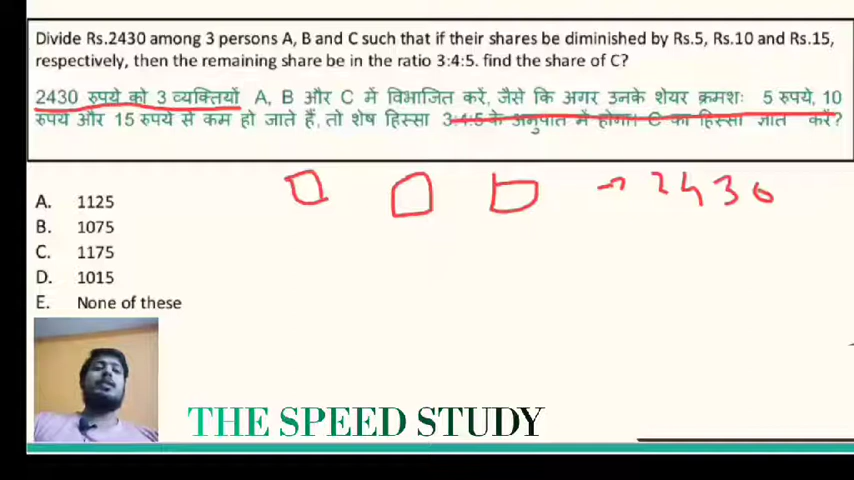 Divide Rs.2430 among 3 persons A, B and C such that if their shares be diminished by Rs.5, Rs.10 and Rs.15,
respectively, then the remaining share be in the ratio 3:4:5. find the share of C?
2430 रुपये को 3 व्यक्तियों A, B और C में विभाजित करें, जैसे कि अगर उनके शेयर क्रमशः 5 रुपये, 10
रुपये और 15 रुपये से कम हो जाते हैं, तो शेष हिस्सा 3:4:5 के अनुपात में होगा। C का हिस्सा ज्ञात करें?
2430
A. 1125
B. 1075
C. 1175
D. 1015
E. None of these
THE SPEED STUDY